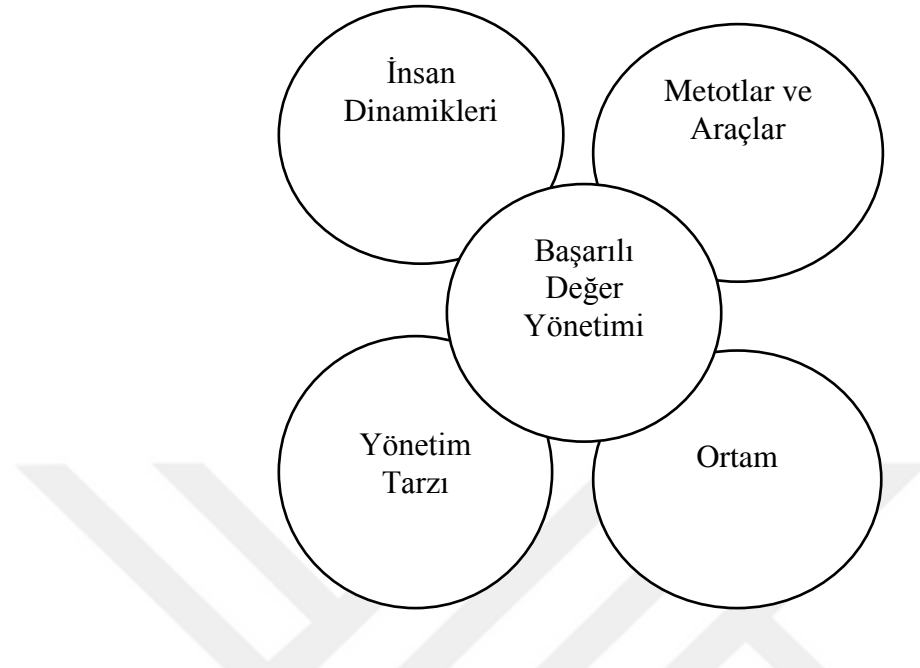 İnsan
Dinamikleri
Metotlar ve
Araçlar
Başarılı
Değer
Yönetimi
Yönetim
Tarzı
Ortam